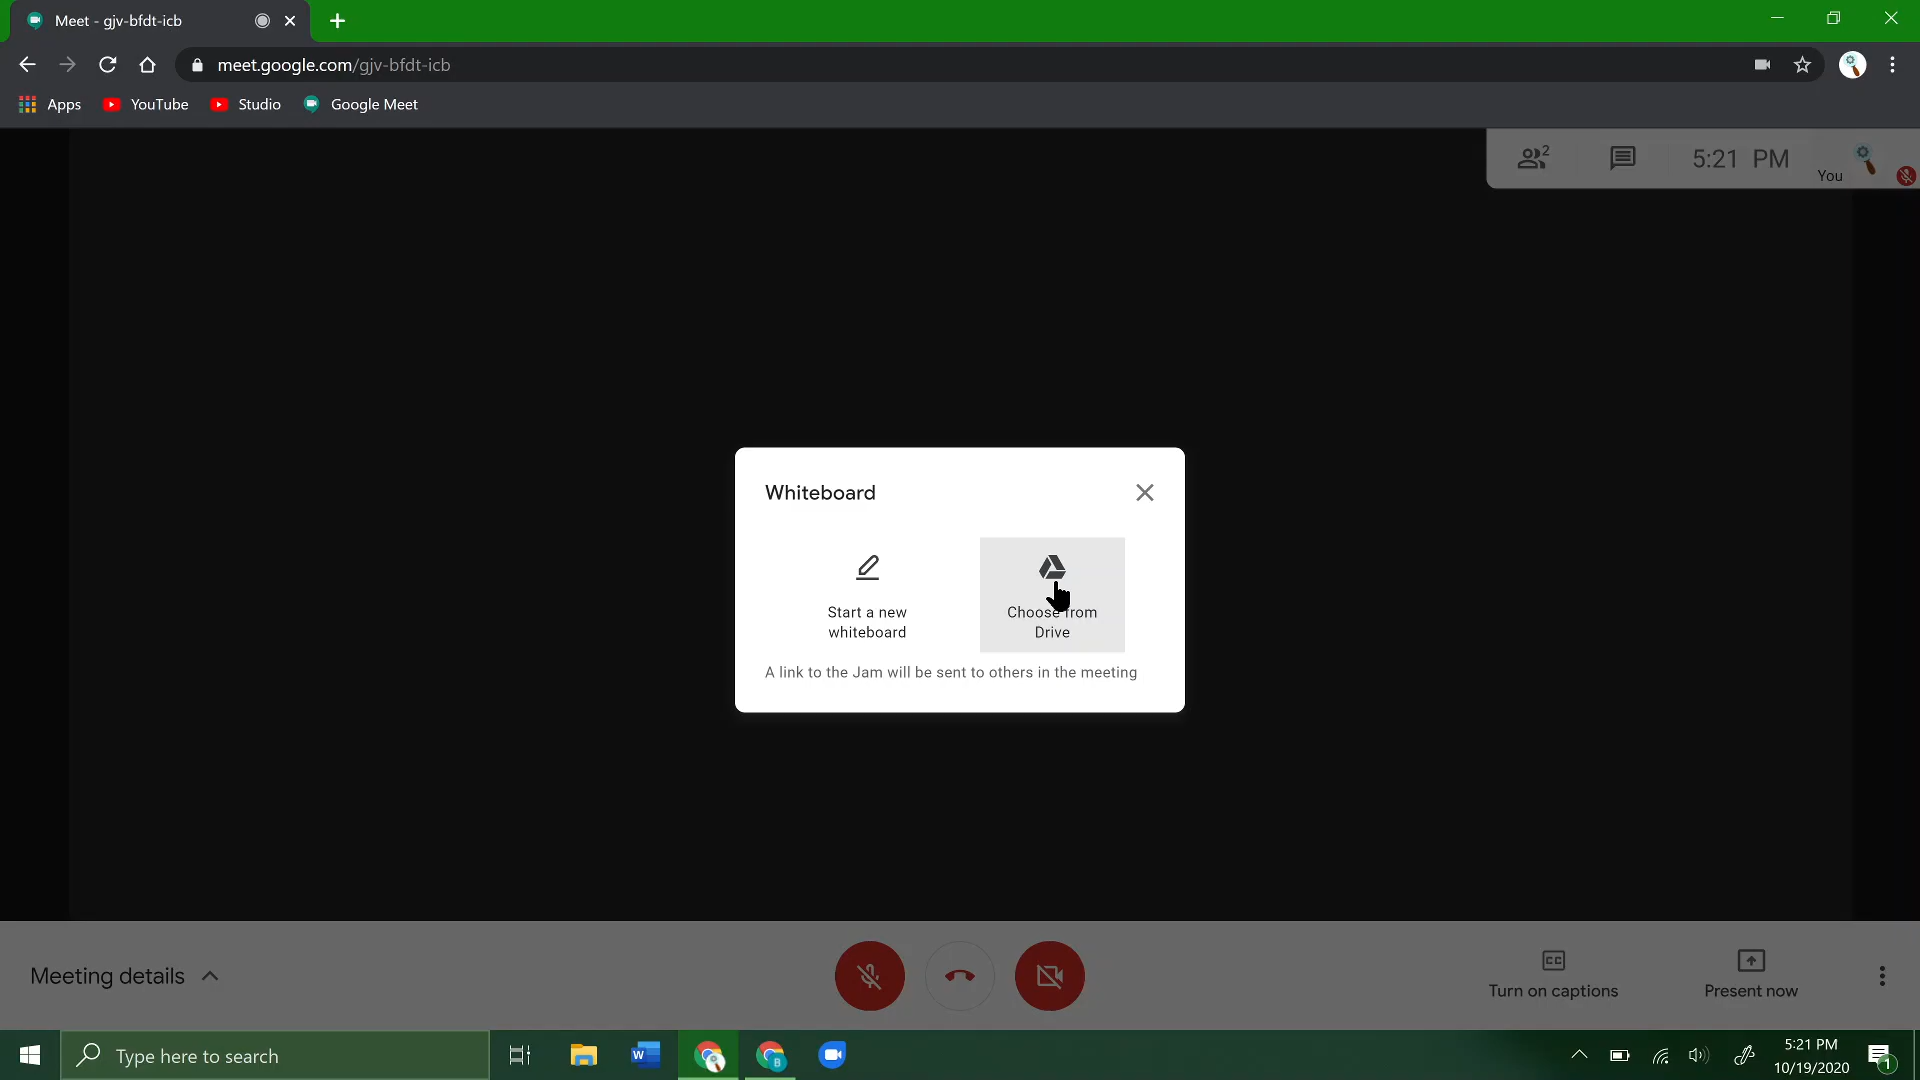 Meet - gjv-bfdt-icb
meet.google.com/gjv-bfdt-icb
Apps
YouTube
Studio
Google Meet
2
5:21 PM
You
Whiteboard
Start a new
whiteboard
Choose from
Drive
A link to the Jam will be sent to others in the meeting
Meeting details
CC
Turn on captions
Present now
Type here to search
W
B
5:21 PM
10/19/2020
1